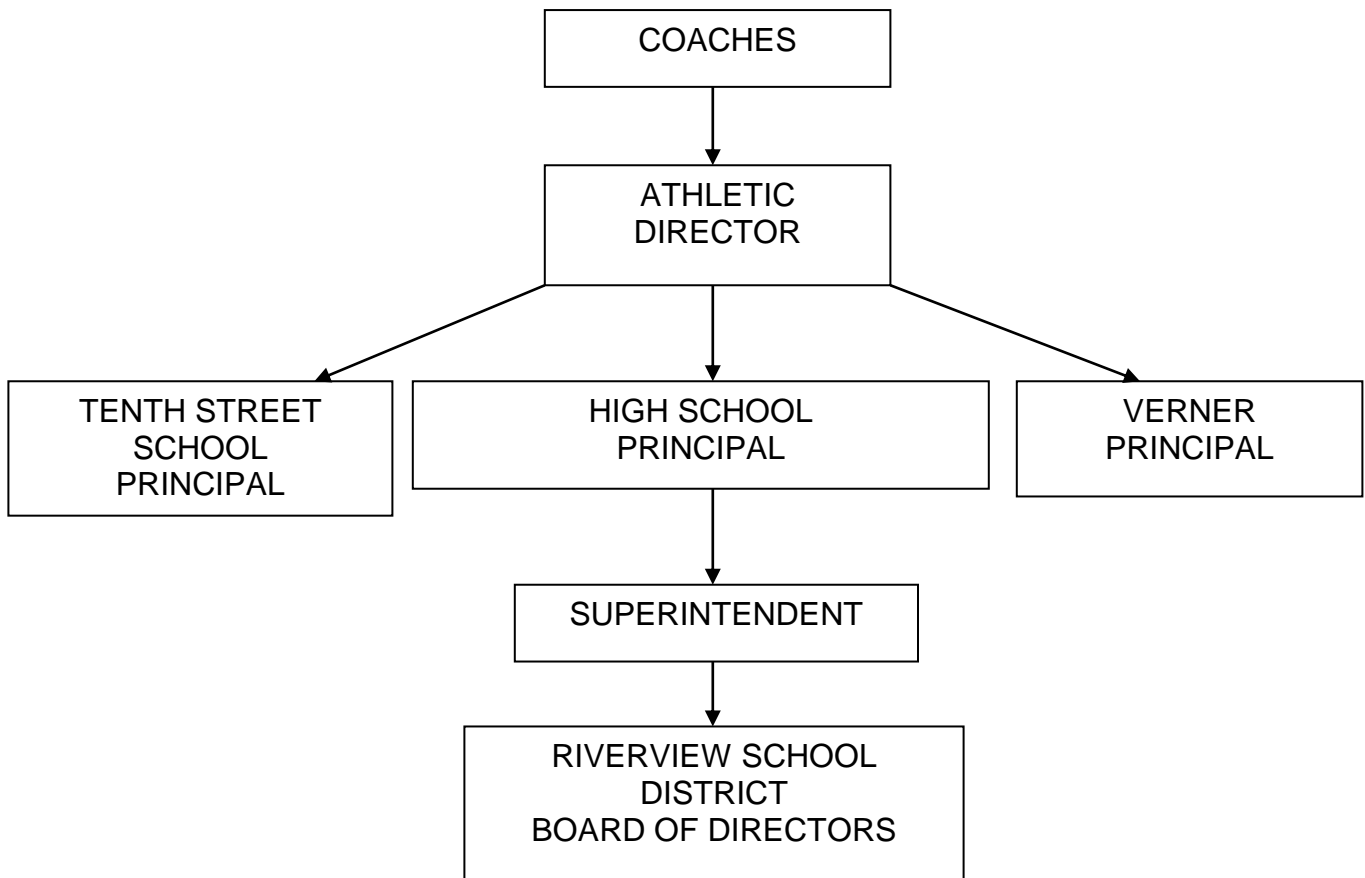 COACHES
ATHLETIC
DIRECTOR
TENTH STREET
SCHOOL
PRINCIPAL
HIGH SCHOOL
PRINCIPAL
VERNER
PRINCIPAL
SUPERINTENDENT
RIVERVIEW SCHOOL
DISTRICT
BOARD OF DIRECTORS